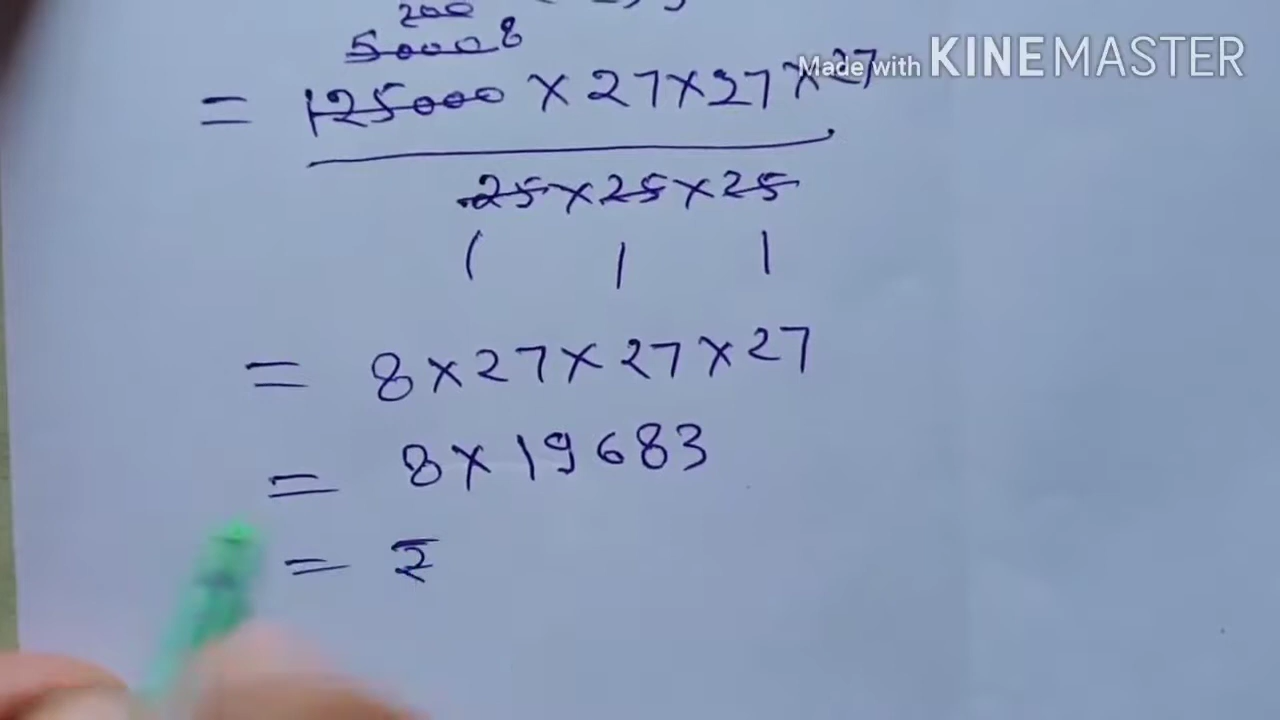 200
5000 8
= 125000 × 27 × 27 × 27
25 × 25 × 25
1 1 1
= 8 × 27 × 27 × 27
= 8 × 19683
= ₹
Made with KINEMASTER